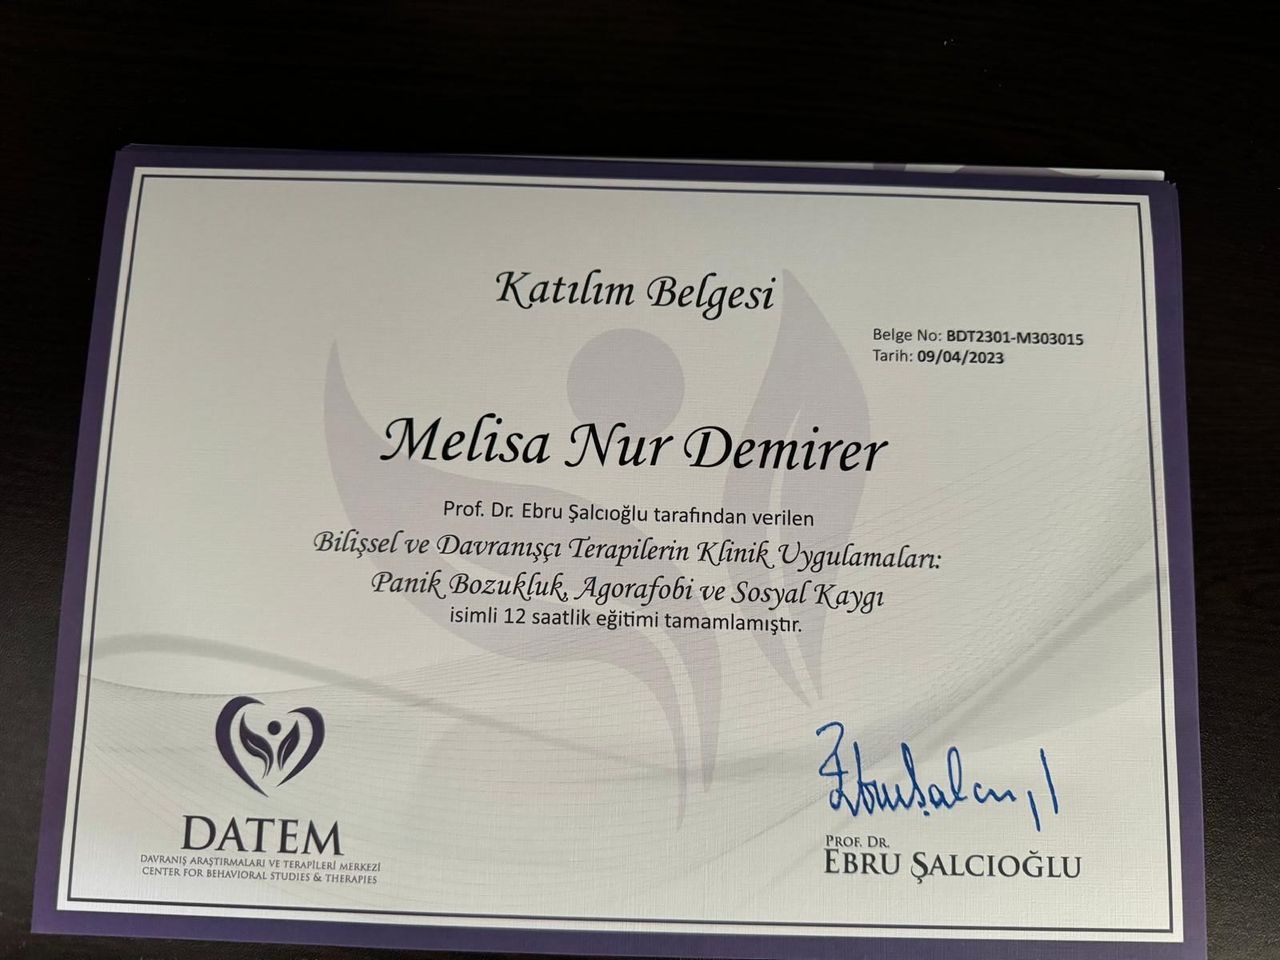 Katılım Belgesi
Belge No: BDT2301-M303015
Tarih: 09/04/2023
Melisa Nur Demirer
Prof. Dr. Ebru Şalcıoğlu tarafından verilen
Bilişsel ve Davranışçı Terapilerin Klinik Uygulamaları:
Panik Bozukluk, Agorafobi ve Sosyal Kaygı
isimli 12 saatlik eğitimi tamamlamıştır.
DATEM
DAVRANIŞ ARAŞTIRMALARI VE TERAPİLERİ MERKEZİ
CENTER FOR BEHAVIORAL STUDIES & THERAPIES
Ebru Şalcıoğlu
PROF. DR.
EBRU ŞALCIOĞLU